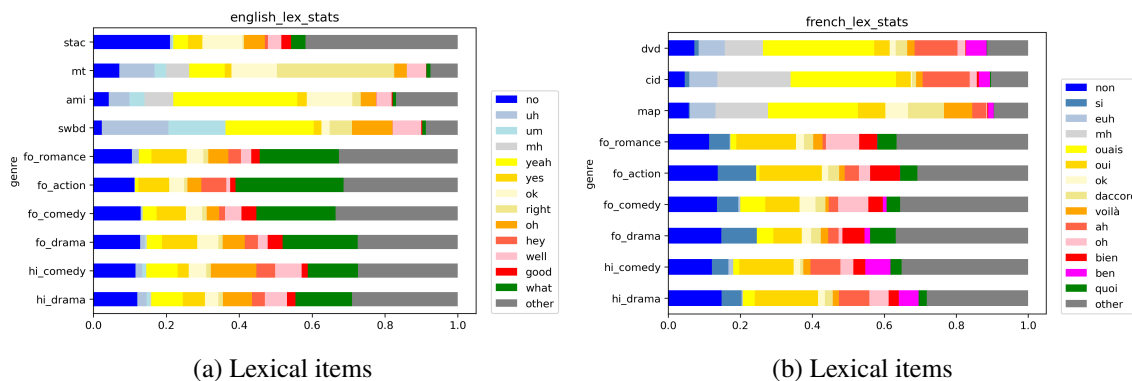 english_lex_stats
genre
stac
mt
ami
swbd
fo_romance
fo_action
fo_comedy
fo_drama
hi_comedy
hi_drama
0.0 0.2 0.4 0.6 0.8 1.0
no
uh
um
mh
yeah
yes
ok
right
oh
hey
well
good
what
other
(a) Lexical items
french_lex_stats
genre
dvd
cid
map
fo_romance
fo_action
fo_comedy
fo_drama
hi_comedy
hi_drama
0.0 0.2 0.4 0.6 0.8 1.0
non
si
euh
mh
ouais
oui
ok
daccord
voilà
ah
oh
bien
ben
quoi
other
(b) Lexical items